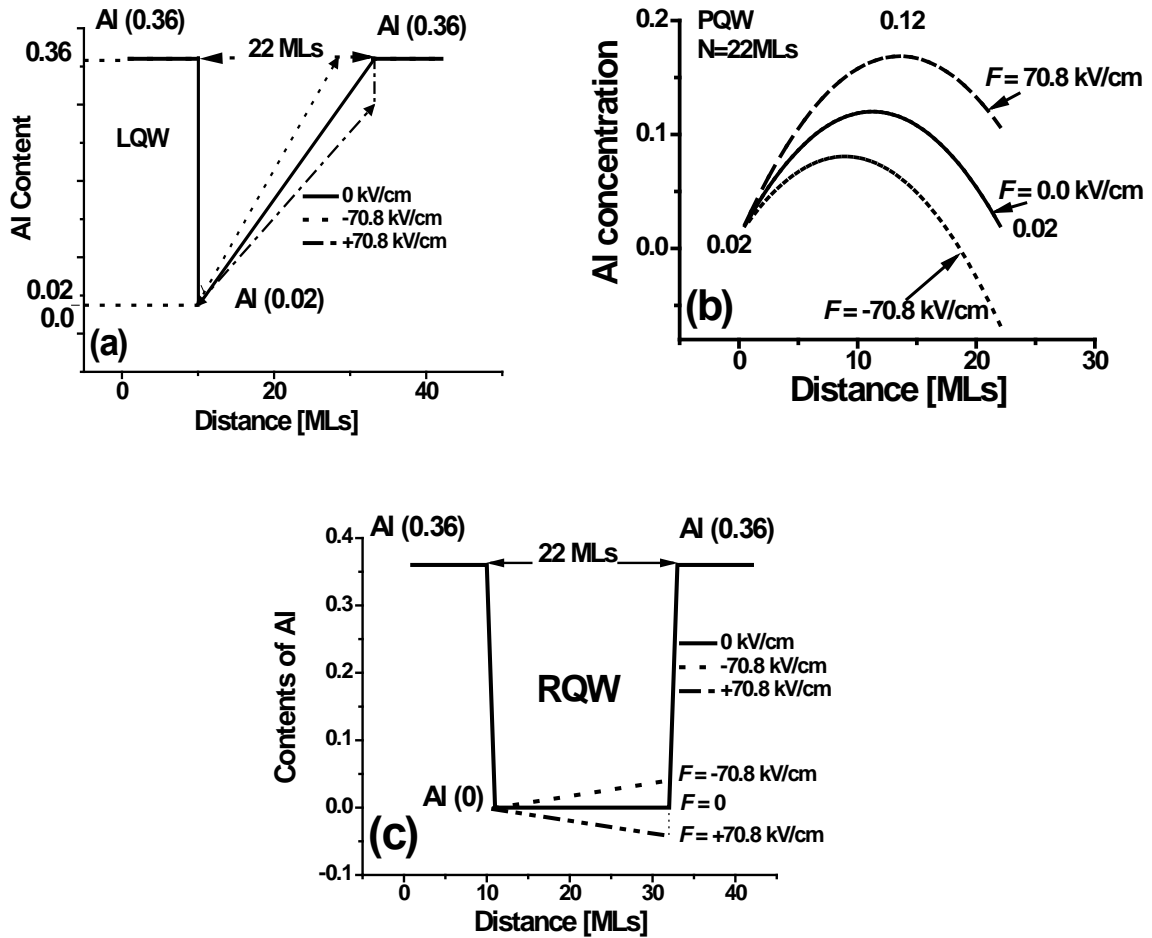 Al (0.36)
Al (0.36)
0.36
22 MLs
LQW
Al Content
0 kV/cm
-70.8 kV/cm
+70.8 kV/cm
0.02
0.0
Al (0.02)
(a)
0
20
40
Distance [MLs]
0.2
PQW
N=22MLs
0.12
F = 70.8 kV/cm
0.1
Al concentration
F = 0.0 kV/cm
0.02
0.02
0.0
F = -70.8 kV/cm
(b)
0
10
20
30
Distance [MLs]
Al (0.36)
Al (0.36)
0.4
22 MLs
0.3
Contents of Al
0 kV/cm
-70.8 kV/cm
+70.8 kV/cm
0.2
RQW
0.1
F = -70.8 kV/cm
Al (0)
0.0
F = 0
F = +70.8 kV/cm
(c)
-0.1
0
10
20
30
40
Distance [MLs]